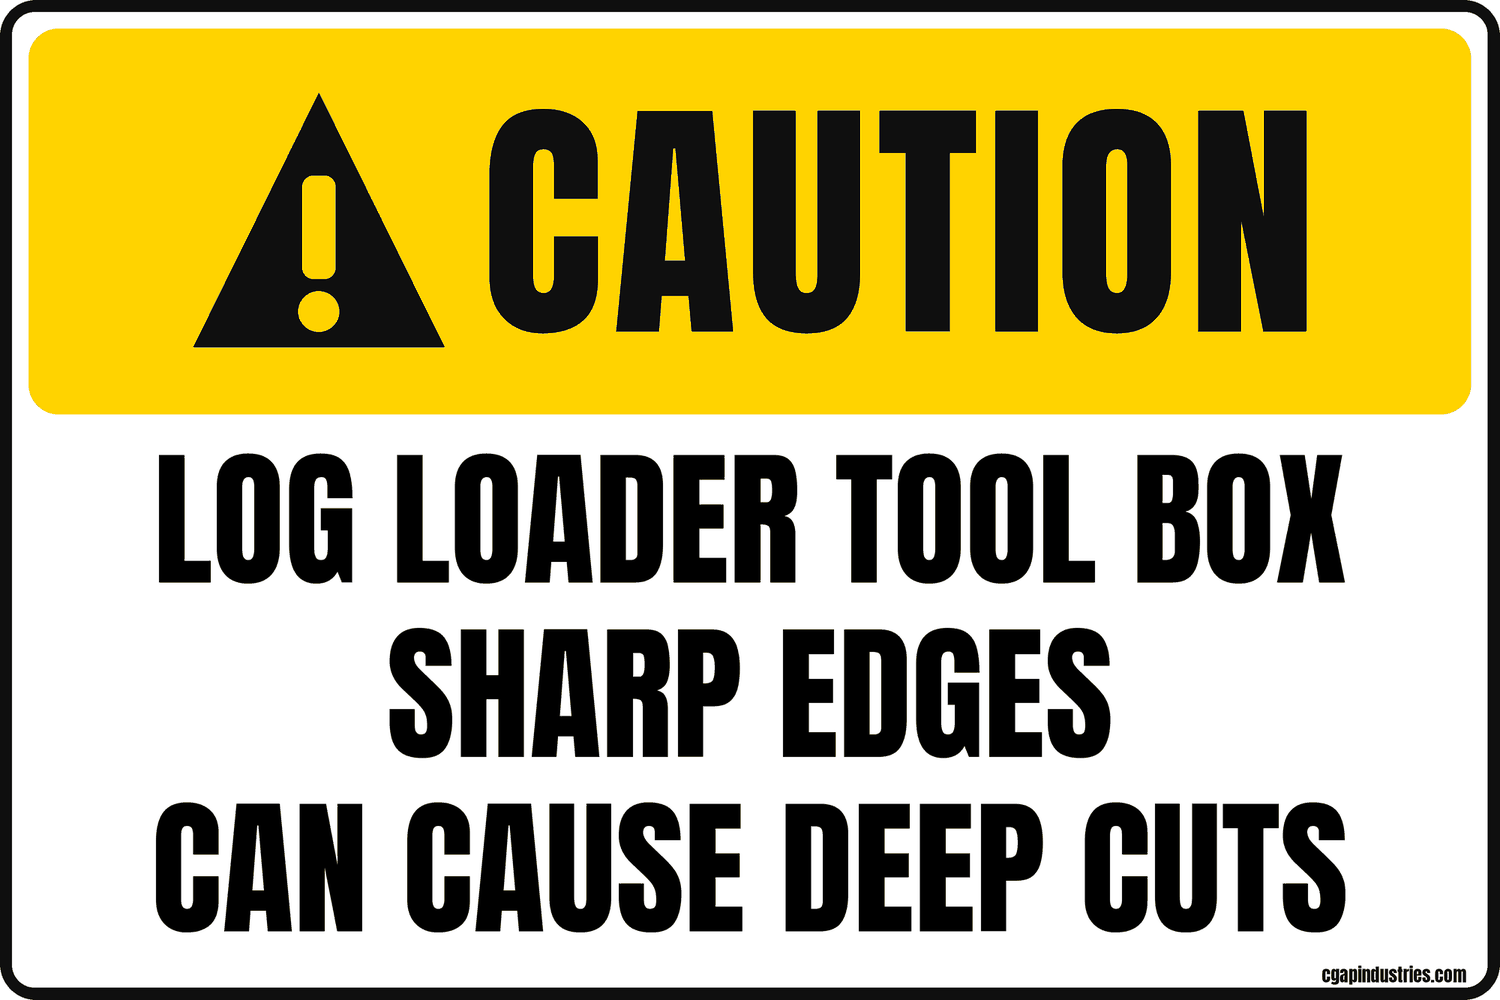 CAUTION
LOG LOADER TOOL BOX
SHARP EDGES
CAN CAUSE DEEP CUTS
cgapindustries.com